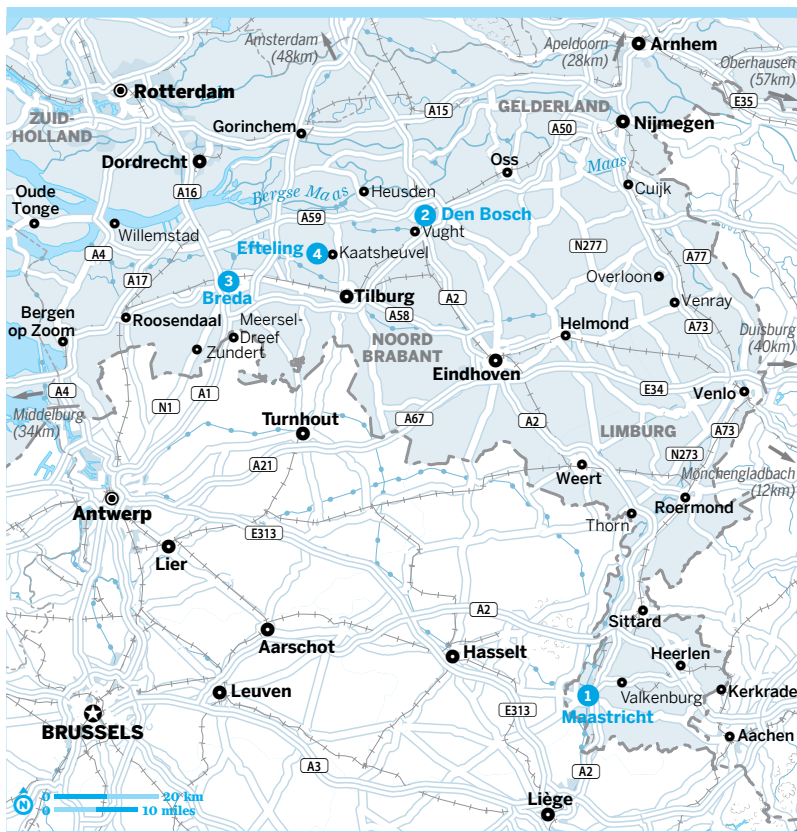 Amsterdam
(48km)
Apeldoorn
(28km)
Arnhem
Oberhausen
(57km)
Rotterdam
E35
ZUID-
HOLLAND
A15
GELDERLAND
Gorinchem
A50
Nijmegen
Dordrecht
Oss
Maas
A16
Bergse Maas
Heusden
Cuijk
Oude
Tonge
Willemstad
A59
2 Den Bosch
Vught
A4
Efteling 4
Kaatsheuvel
N277
A77
A17
3
Breda
Overloon
Tilburg
A2
Venray
Bergen
op Zoom
Roosendaal
Meersel-
Dreef
A58
Helmond
A73
Duisburg
(40km)
Zundert
NOORD
BRABANT
Eindhoven
A4
A1
E34
Venlo
N1
Middelburg
(34km)
Turnhout
A67
A2
LIMBURG
A73
A21
Weert
N273
Mönchengladbach
(12km)
Antwerp
Roermond
Thorn
E313
Lier
A2
Sittard
Aarschot
Hasselt
Heerlen
Leuven
1
Maastricht
Valkenburg
Kerkrade
E313
BRUSSELS
Aachen
A3
A2
N
0 20 km
0 10 miles
Liège